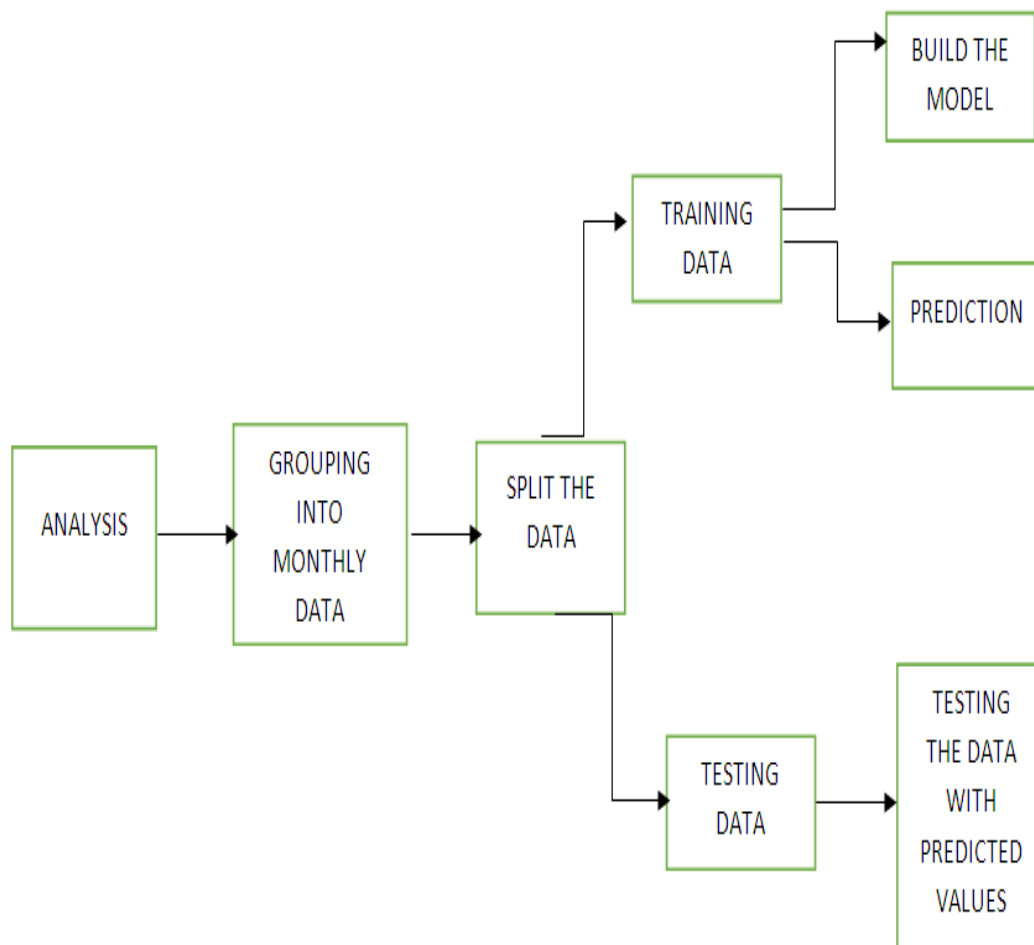 ANALYSIS
GROUPING
INTO
MONTHLY
DATA
SPLIT THE
DATA
TRAINING
DATA
BUILD THE
MODEL
PREDICTION
TESTING
DATA
TESTING
THE DATA
WITH
PREDICTED
VALUES